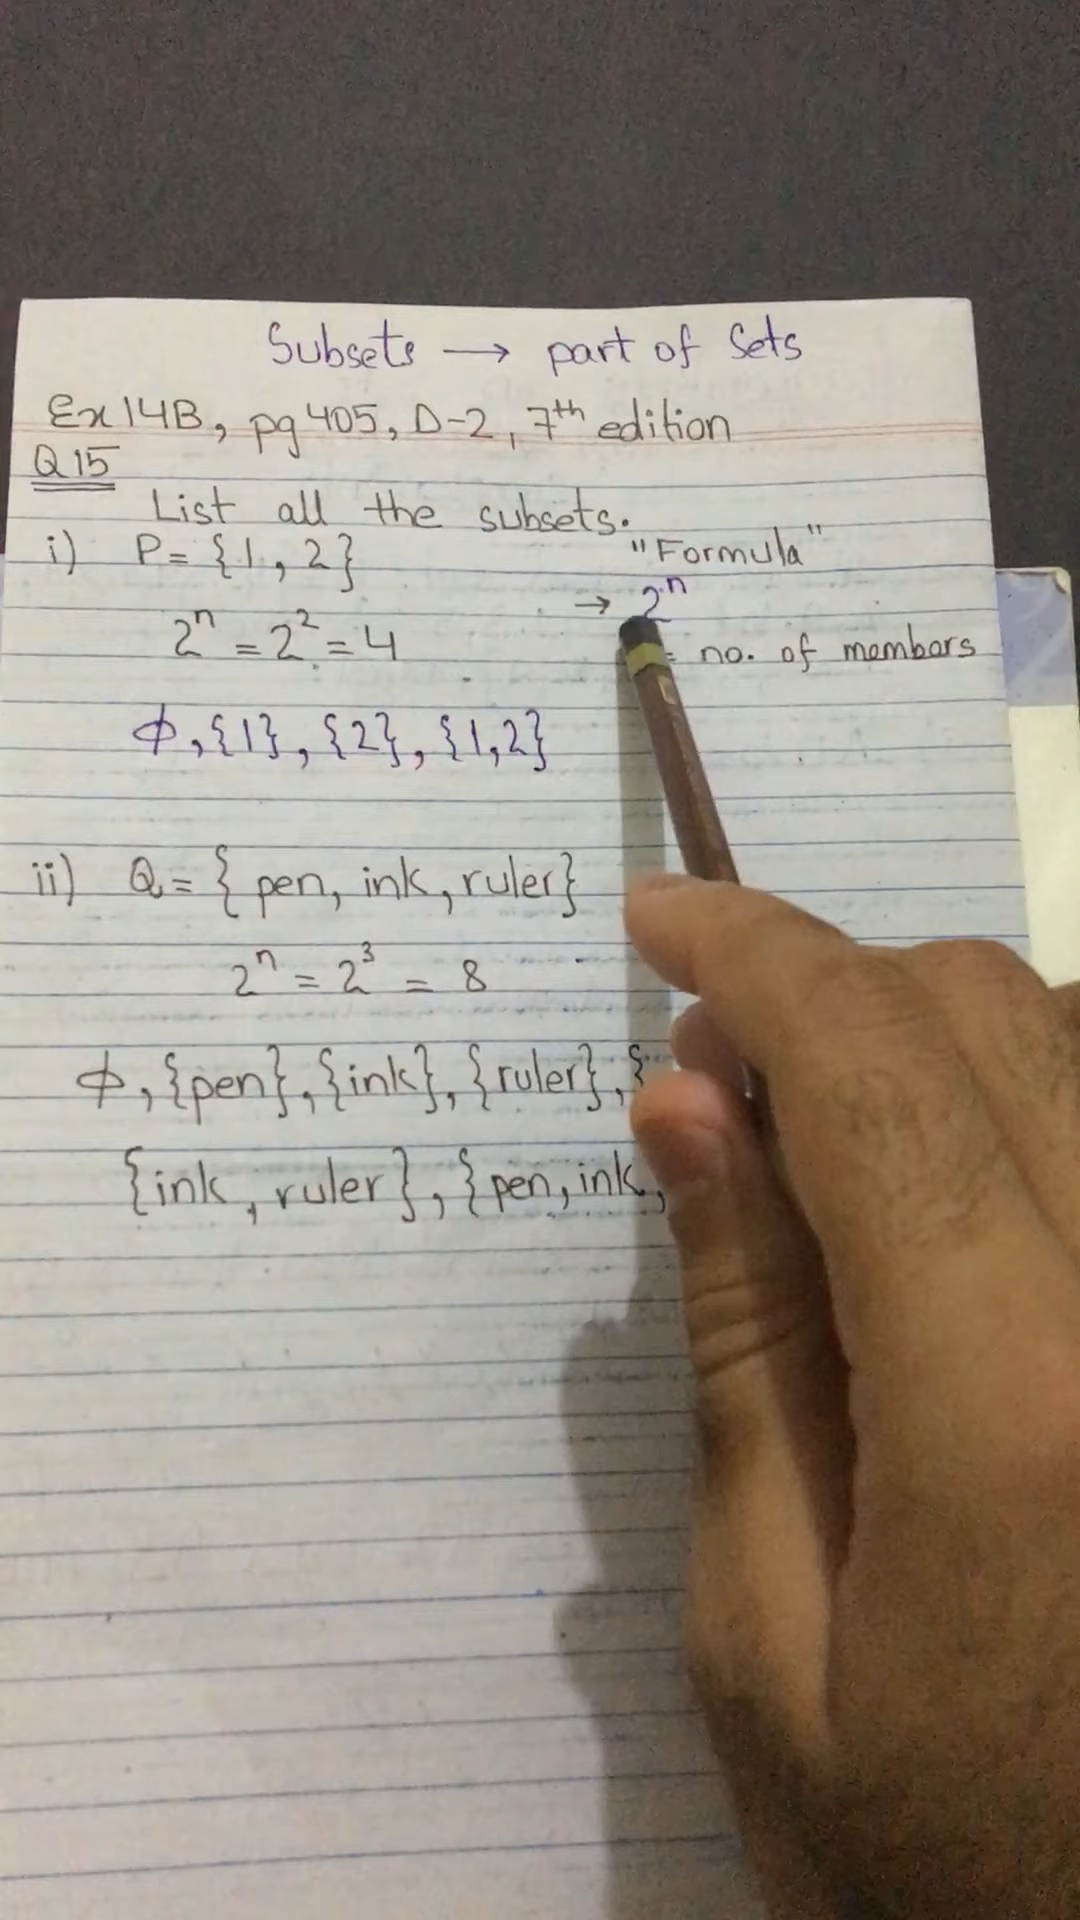 Subsets → part of Sets
Ex 14B, pg 405, D-2, 7th edition
Q 15
List all the subsets.
i) P = {1, 2}
"Formula"
→ 2ⁿ
2ⁿ = 2² = 4
= no. of members
ϕ, {1}, {2}, {1,2}
ii) Q = { pen, ink, ruler}
2ⁿ = 2³ = 8
ϕ, {pen}, {ink}, {ruler}, {
{ink, ruler}, {pen, ink,